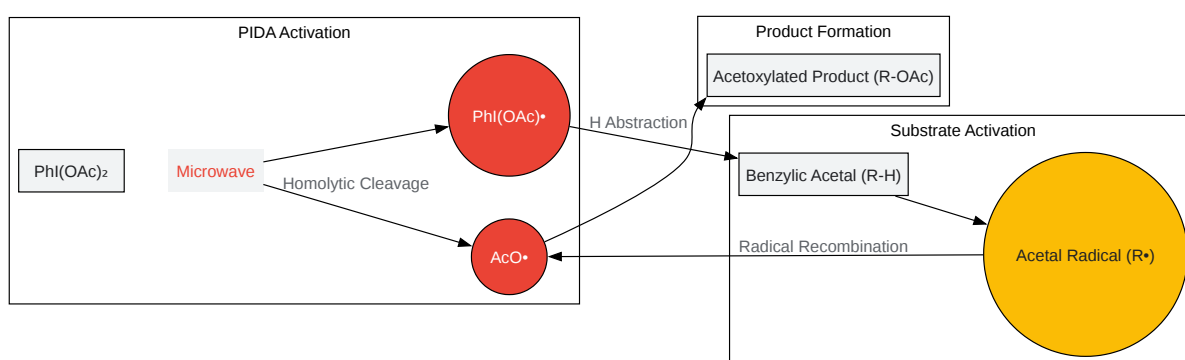 PIDA Activation
PhI(OAc)₂
Microwave
Homolytic Cleavage
PhI(OAc)•
AcO•
H Abstraction
Product Formation
Acetoxylated Product (R-OAc)
Substrate Activation
Benzylic Acetal (R-H)
Acetal Radical (R•)
Radical Recombination